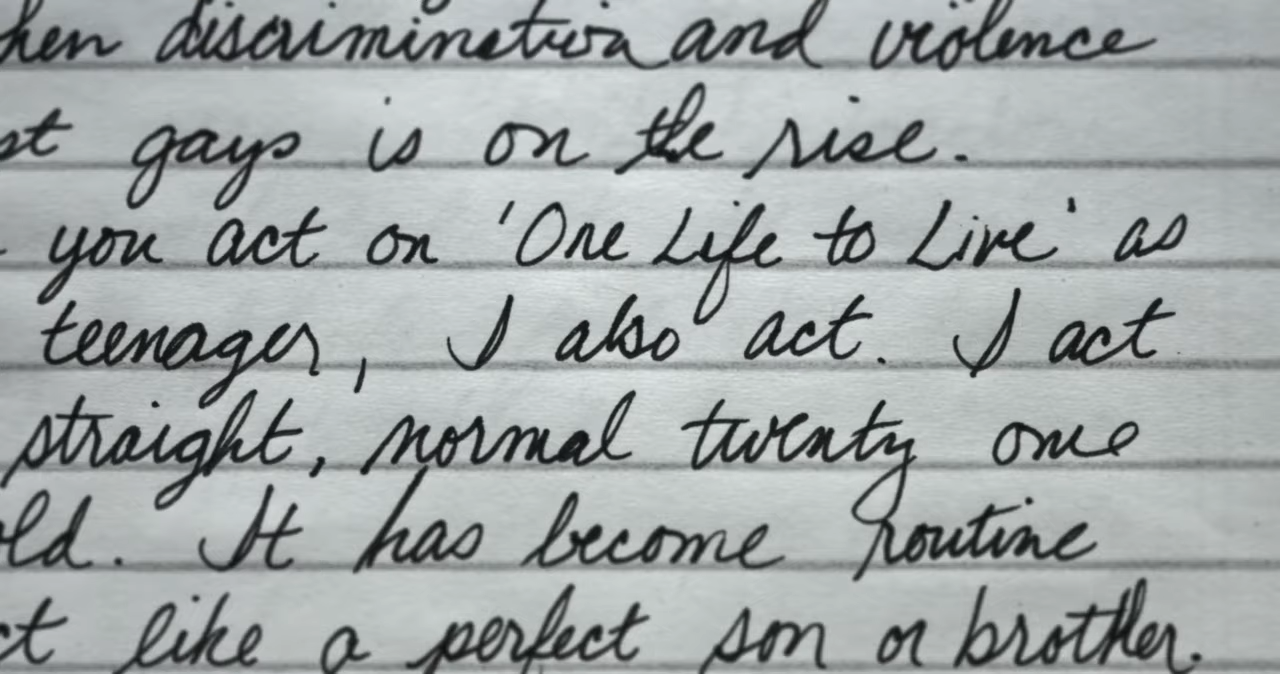 hen discrimination and violence
st gays is on the rise.
you act on 'One Life to Live' as
teenager, I also act. I act
straight, normal twenty one
old. It has become routine
ct like a perfect son or brother.